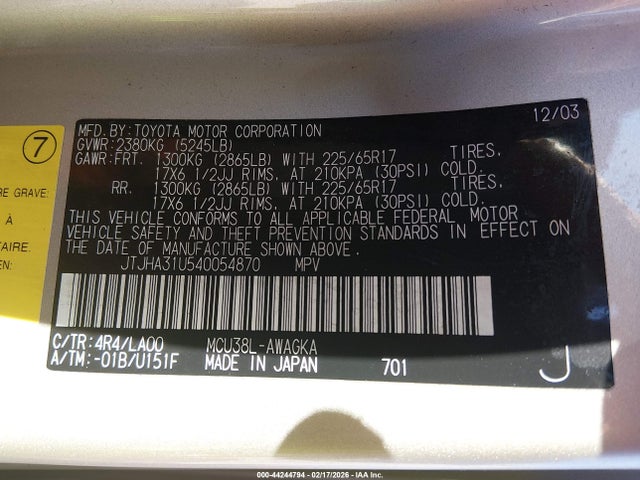 12/03
MFD.BY:TOYOTA MOTOR CORPORATION
GVWR:2380KG (5245LB)
GAWR:FRT. 1300KG (2865LB) WITH 225/65R17 TIRES.
17X6 1/2JJ RIMS. AT 210KPA (30PSI) COLD.
RR. 1300KG (2865LB) WITH 225/65R17 TIRES.
17X6 1/2JJ RIMS. AT 210KPA (30PSI) COLD.
THIS VEHICLE CONFORMS TO ALL APPLICABLE FEDERAL MOTOR
VEHICLE SAFETY AND THEFT PREVENTION STANDARDS IN EFFECT ON
THE DATE OF MANUFACTURE SHOWN ABOVE.
JTJHA31U540054870 MPV
C/TR:4R4/LA00 MCU38L-AWAGKA
A/TM:-01B/U151F MADE IN JAPAN 701 J
7
RE GRAVE:
À
TAIRE.
EN:
000-44244794 - 02/17/2026 - IAA Inc.